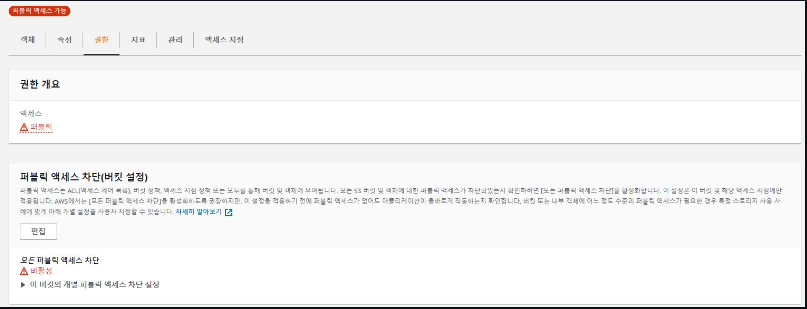 퍼블릭 액세스 가능
객체 속성 권한 지표 관리 액세스 지점
권한 개요
액세스
퍼블릭
퍼블릭 액세스 차단(버킷 설정)
퍼블릭 액세스는 ACL(액세스 제어 목록), 버킷 정책, 액세스 지점 정책 또는 모두를 통해 버킷 및 객체에 부여됩니다. 모든 S3 버킷 및 객체에 대한 퍼블릭 액세스가 차단되었는지 확인하려면 [모든 퍼블릭 액세스 차단]을 활성화합니다. 이 설정은 이 버킷 및 해당 액세스 지점에만
적용됩니다. AWS에서는 [모든 퍼블릭 액세스 차단]을 활성화하도록 권장하지만, 이 설정을 적용하기 전에 퍼블릭 액세스가 없어도 애플리케이션이 올바르게 작동하는지 확인합니다. 버킷 또는 내부 객체에 어느 정도 수준의 퍼블릭 액세스가 필요한 경우 특정 스토리지 사용 사
례에 맞게 아래 개별 설정을 사용자 지정할 수 있습니다. 자세히 알아보기
편집
모든 퍼블릭 액세스 차단
비활성
이 버킷의 개별 퍼블릭 액세스 차단 설정